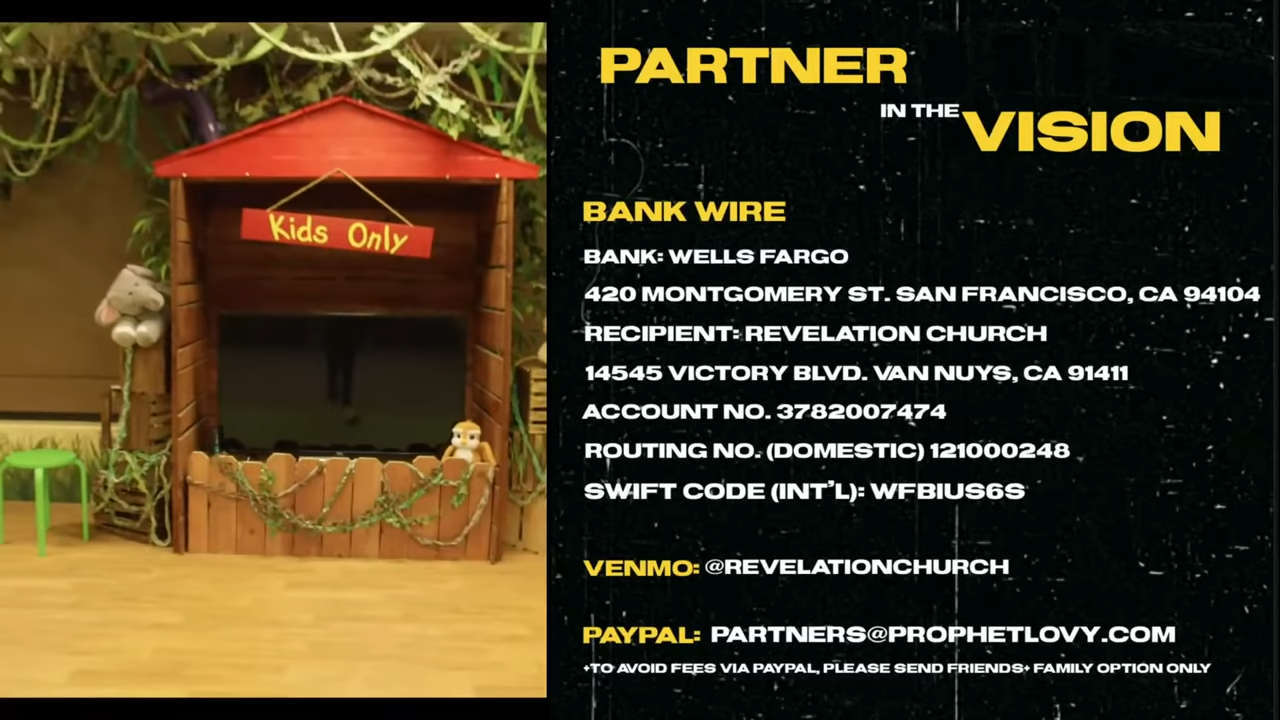 Kids Only
PARTNER
IN THE VISION
BANK WIRE
BANK: WELLS FARGO
420 MONTGOMERY ST. SAN FRANCISCO, CA 94104
RECIPIENT: REVELATION CHURCH
14545 VICTORY BLVD. VAN NUYS, CA 91411
ACCOUNT NO. 3782007474
ROUTING NO. (DOMESTIC) 121000248
SWIFT CODE (INT'L): WFBIUS6S
VENMO: @REVELATIONCHURCH
PAYPAL: PARTNERS@PROPHETLOVY.COM
*TO AVOID FEES VIA PAYPAL, PLEASE SEND FRIENDS+ FAMILY OPTION ONLY